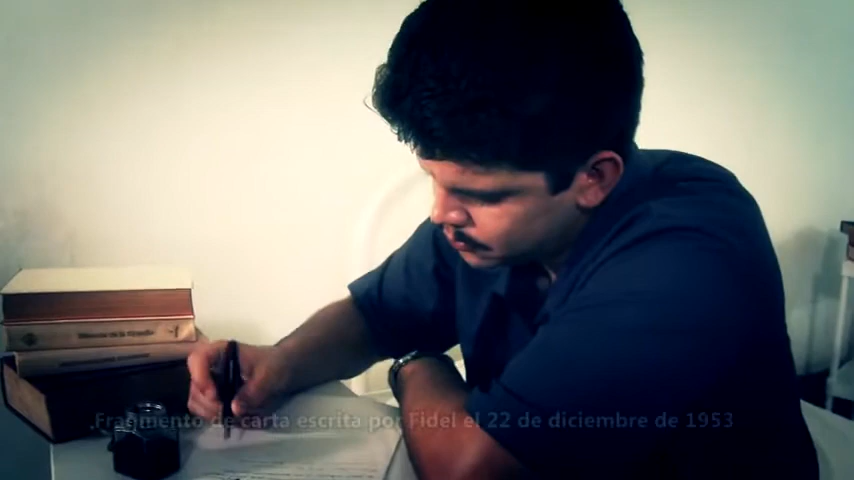 Fragmento de carta escrita por Fidel el 22 de diciembre de 1953